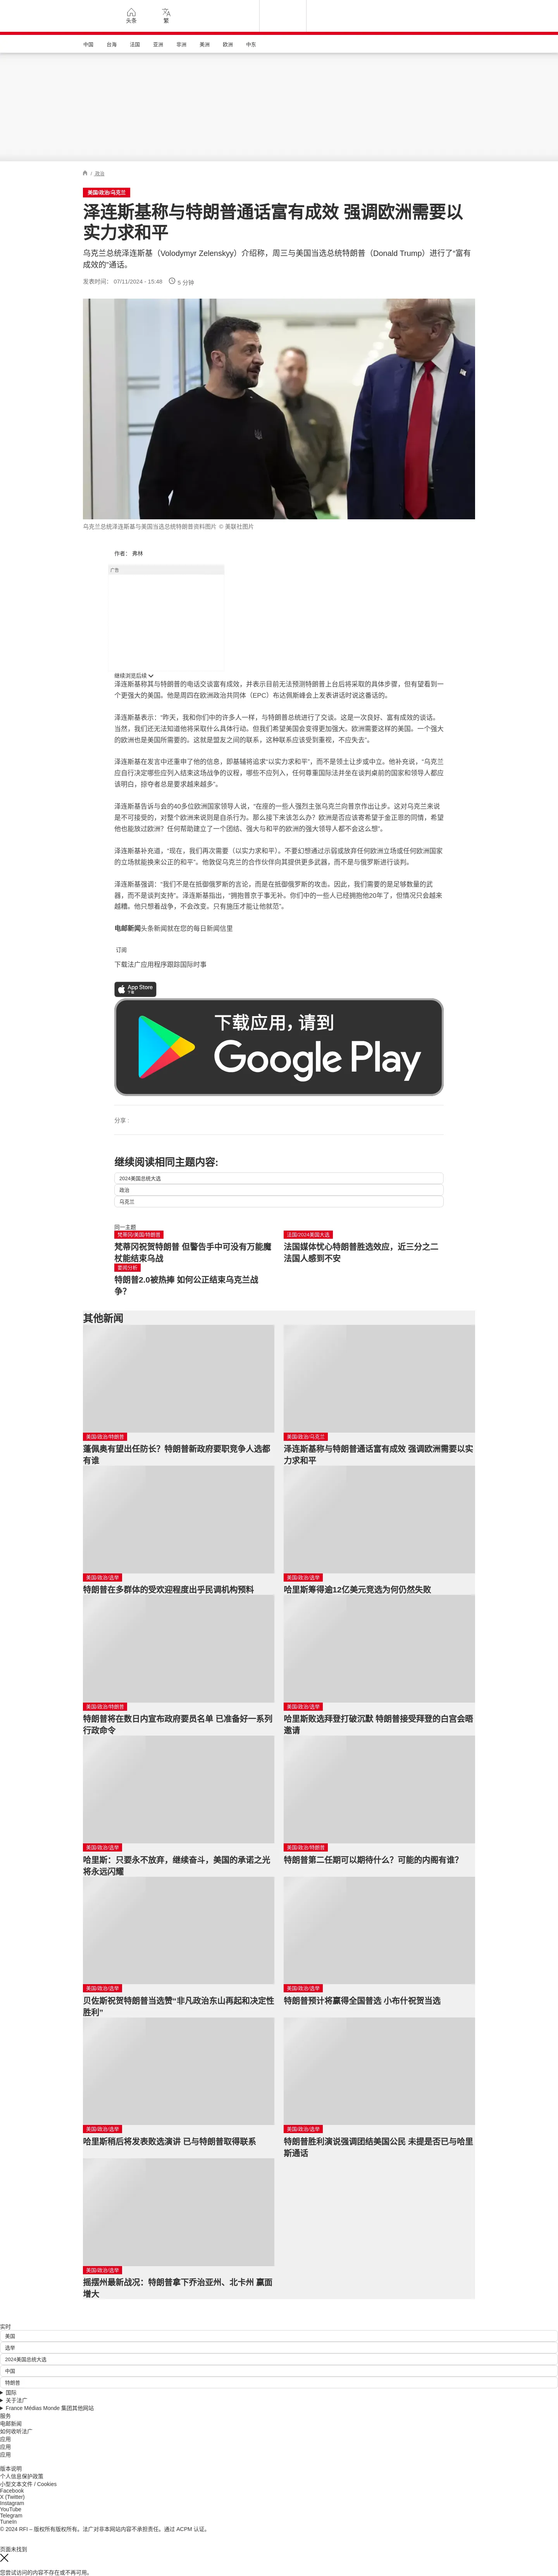 头条
繁
中国
台海
法国
亚洲
非洲
美洲
欧洲
中东
/ 政治
美国/政治/乌克兰
泽连斯基称与特朗普通话富有成效 强调欧洲需要以
实力求和平
乌克兰总统泽连斯基（Volodymyr Zelenskyy）介绍称，周三与美国当选总统特朗普（Donald Trump）进行了“富有
成效的”通话。
发表时间： 07/11/2024 - 15:48
5 分钟
乌克兰总统泽连斯基与美国当选总统特朗普资料图片 © 美联社图片
作者： 弗林
广告
继续浏览后续
泽连斯基称其与特朗普的电话交谈富有成效，并表示目前无法预测特朗普上台后将采取的具体步骤，但有望看到一
个更强大的美国。他是周四在欧洲政治共同体（EPC）布达佩斯峰会上发表讲话时说这番话的。
泽连斯基表示：“昨天，我和你们中的许多人一样，与特朗普总统进行了交谈。这是一次良好、富有成效的谈话。
当然，我们还无法知道他将采取什么具体行动。但我们希望美国会变得更加强大。欧洲需要这样的美国。一个强大
的欧洲也是美国所需要的。这就是盟友之间的联系，这种联系应该受到重视，不应失去”。
泽连斯基在发言中还重申了他的信息，即基辅将追求“以实力求和平”，而不是领土让步或中立。他补充说，“乌克兰
应自行决定哪些应列入结束这场战争的议程，哪些不应列入，任何尊重国际法并坐在谈判桌前的国家和领导人都应
该明白，掠夺者总是要求越来越多”。
泽连斯基告诉与会的40多位欧洲国家领导人说，“在座的一些人强烈主张乌克兰向普京作出让步。这对乌克兰来说
是不可接受的，对整个欧洲来说则是自杀行为。那么接下来该怎么办？欧洲是否应该寄希望于金正恩的同情，希望
他也能放过欧洲？任何帮助建立了一个团结、强大与和平的欧洲的强大领导人都不会这么想”。
泽连斯基补充道，“现在，我们再次需要（以实力求和平）。不要幻想通过示弱或放弃任何欧洲立场或任何欧洲国家
的立场就能换来公正的和平”。他敦促乌克兰的合作伙伴向其提供更多武器，而不是与俄罗斯进行谈判。
泽连斯基强调：“我们不是在抵御俄罗斯的言论，而是在抵御俄罗斯的攻击。因此，我们需要的是足够数量的武
器，而不是谈判支持”。泽连斯基指出，“拥抱普京于事无补。你们中的一些人已经拥抱他20年了，但情况只会越来
越糟。他只想着战争，不会改变。只有施压才能让他就范”。
电邮新闻头条新闻就在您的每日新闻信里
订阅
下载法广应用程序跟踪国际时事
App Store
下载
下载应用，请到
Google Play
分享 :
继续阅读相同主题内容:
2024美国总统大选
政治
乌克兰
同一主题
梵蒂冈/美国/特朗普
梵蒂冈祝贺特朗普 但警告手中可没有万能魔
杖能结束乌战
法国/2024美国大选
法国媒体忧心特朗普胜选效应，近三分之二
法国人感到不安
要闻分析
特朗普2.0被热捧 如何公正结束乌克兰战
争？
其他新闻
美国/政治/特朗普
蓬佩奥有望出任防长？特朗普新政府要职竞争人选都
有谁
美国/政治/乌克兰
泽连斯基称与特朗普通话富有成效 强调欧洲需要以实
力求和平
美国/政治/选举
特朗普在多群体的受欢迎程度出乎民调机构预料
美国/政治/选举
哈里斯筹得逾12亿美元竞选为何仍然失败
美国/政治/特朗普
特朗普将在数日内宣布政府要员名单 已准备好一系列
行政命令
美国/政治/选举
哈里斯败选拜登打破沉默 特朗普接受拜登的白宫会晤
邀请
美国/政治/选举
哈里斯：只要永不放弃，继续奋斗，美国的承诺之光
将永远闪耀
美国/政治/特朗普
特朗普第二任期可以期待什么？可能的内阁有谁？
美国/政治/选举
贝佐斯祝贺特朗普当选赞“非凡政治东山再起和决定性
胜利”
美国/政治/选举
特朗普预计将赢得全国普选 小布什祝贺当选
美国/政治/选举
哈里斯稍后将发表败选演讲 已与特朗普取得联系
美国/政治/选举
特朗普胜利演说强调团结美国公民 未提是否已与哈里
斯通话
美国/政治/选举
摇摆州最新战况：特朗普拿下乔治亚州、北卡州 赢面
增大
实时
美国
选举
2024美国总统大选
中国
特朗普
国际
关于法广
France Médias Monde 集团其他网站
服务
电邮新闻
如何收听法广
应用
应用
应用
版本说明
个人信息保护政策
小型文本文件 / Cookies
Facebook
X (Twitter)
Instagram
YouTube
Telegram
TuneIn
© 2024 RFI – 版权所有版权所有。法广对非本网站内容不承担责任。通过 ACPM 认证。
页面未找到
您尝试访问的内容不存在或不再可用。